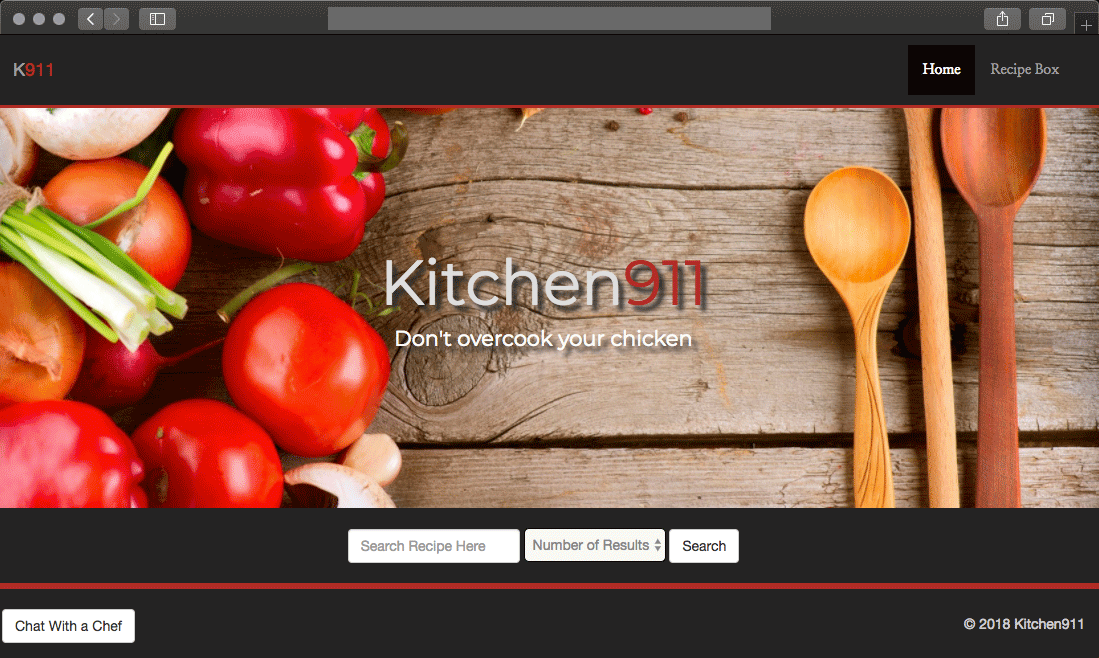 K911
Home
Recipe Box
Kitchen911
Don't overcook your chicken
Search Recipe Here
Number of Results
Search
Chat With a Chef
© 2018 Kitchen911